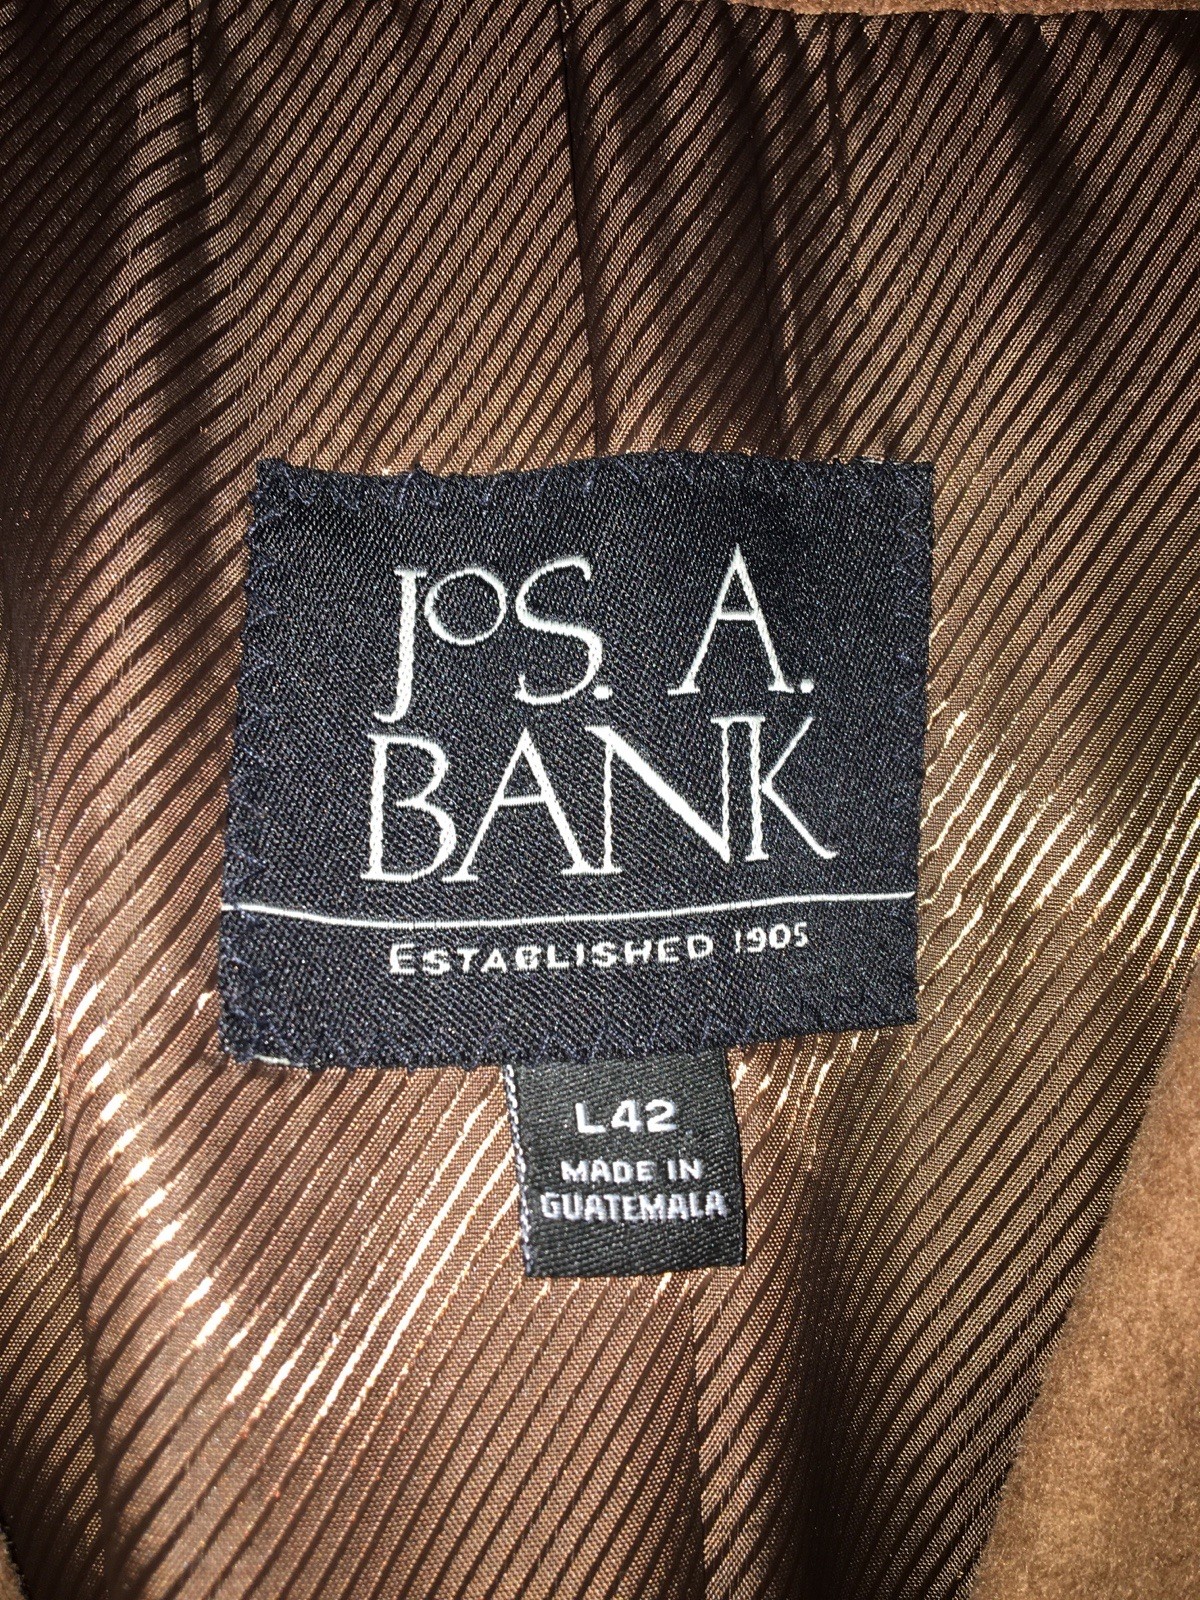 JoS. A.
BANK
ESTABLISHED 1905
L42
MADE IN
GUATEMALA